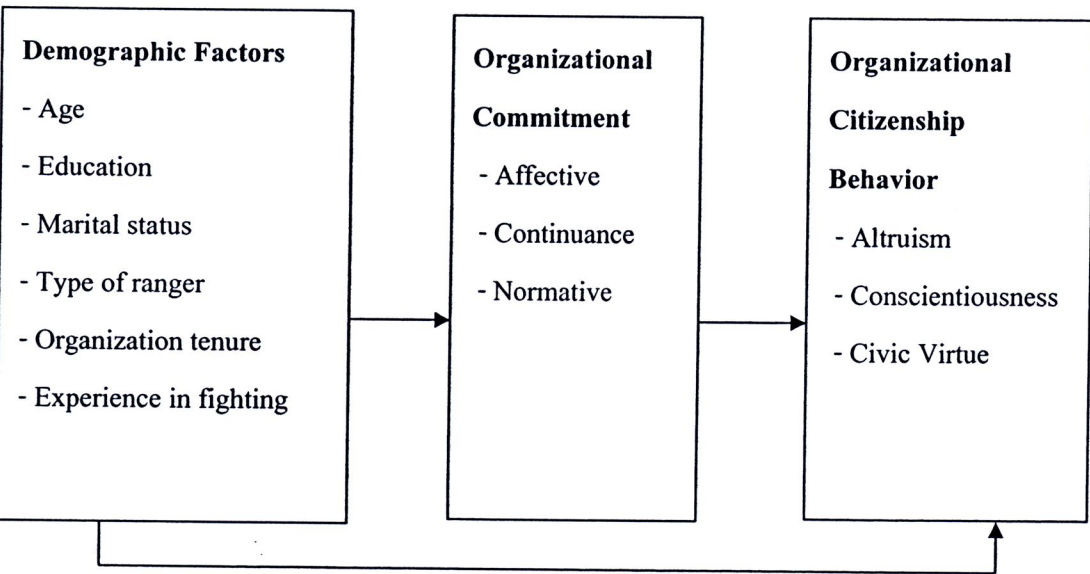 Demographic Factors
- Age
- Education
- Marital status
- Type of ranger
- Organization tenure
- Experience in fighting
Organizational
Commitment
- Affective
- Continuance
- Normative
Organizational
Citizenship
Behavior
- Altruism
- Conscientiousness
- Civic Virtue